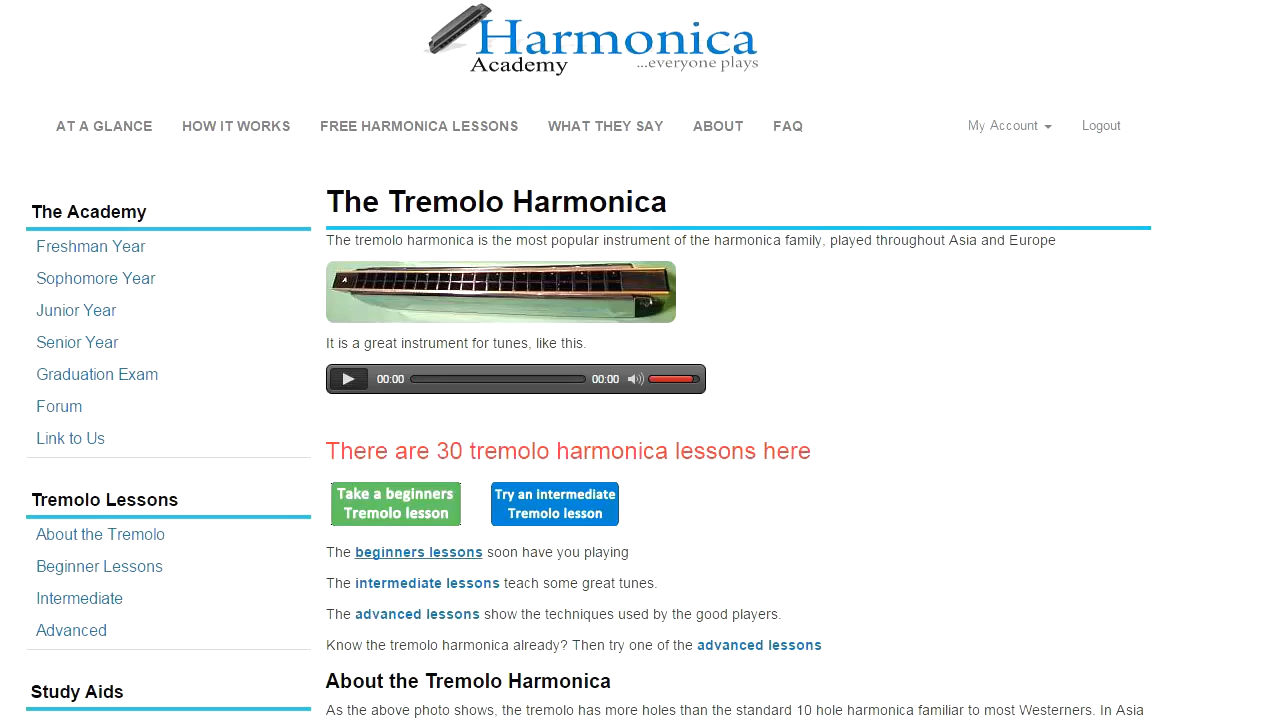 Harmonica
Academy ...everyone plays
AT A GLANCE HOW IT WORKS FREE HARMONICA LESSONS WHAT THEY SAY ABOUT FAQ My Account Logout
The Academy
Freshman Year
Sophomore Year
Junior Year
Senior Year
Graduation Exam
Forum
Link to Us
Tremolo Lessons
About the Tremolo
Beginner Lessons
Intermediate
Advanced
Study Aids
The Tremolo Harmonica
The tremolo harmonica is the most popular instrument of the harmonica family, played throughout Asia and Europe
A
It is a great instrument for tunes, like this.
00:00 00:00
There are 30 tremolo harmonica lessons here
Take a beginners
Tremolo lesson
Try an intermediate
Tremolo lesson
The beginners lessons soon have you playing
The intermediate lessons teach some great tunes.
The advanced lessons show the techniques used by the good players.
Know the tremolo harmonica already? Then try one of the advanced lessons
About the Tremolo Harmonica
As the above photo shows, the tremolo has more holes than the standard 10 hole harmonica familiar to most Westerners. In Asia